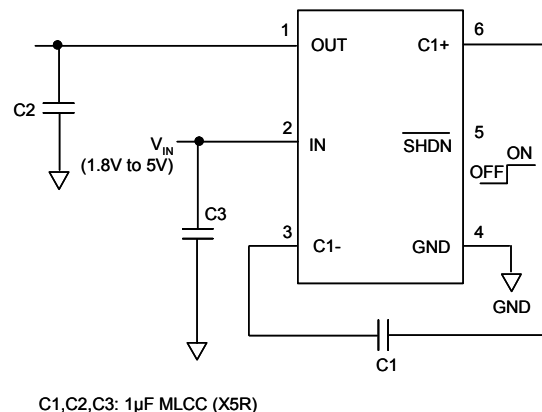 1
OUT
C1+
6
C2
V_IN
(1.8V to 5V)
2
IN
SHDN
5
OFF
ON
C3
3
C1-
GND
4
GND
C1
C1,C2,C3: 1µF MLCC (X5R)